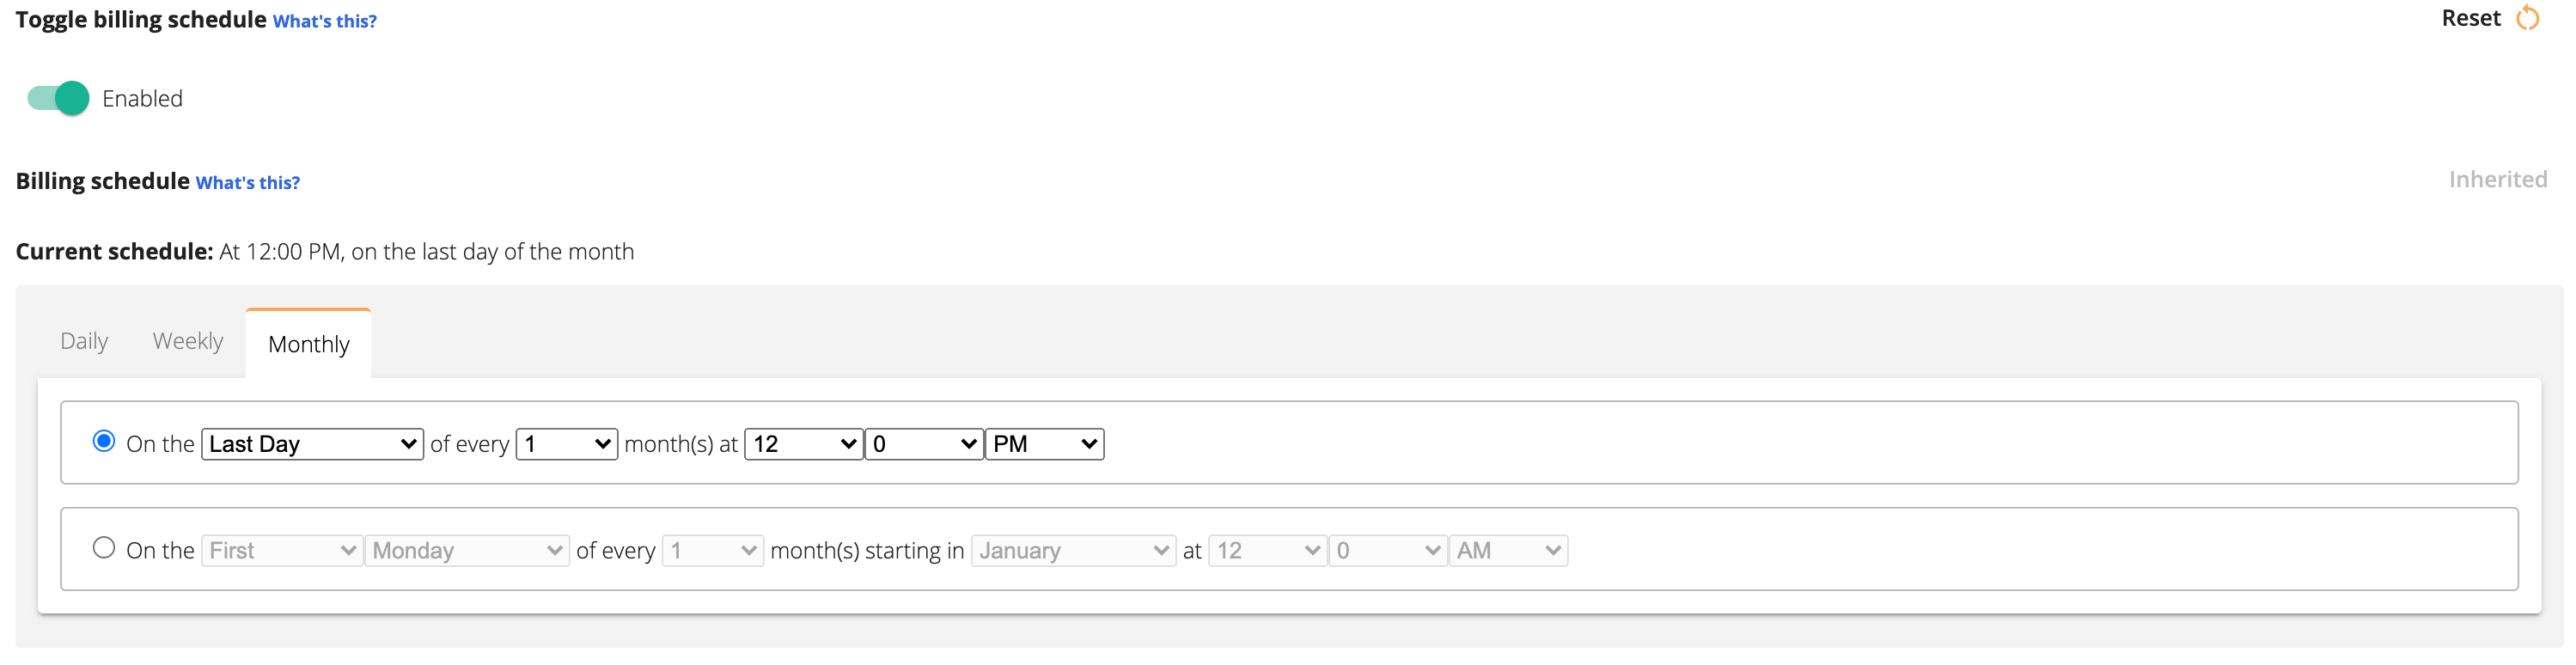 Toggle billing schedule What's this? Reset
Enabled
Billing schedule What's this? Inherited
Current schedule: At 12:00 PM, on the last day of the month
Daily Weekly Monthly
On the Last Day of every 1 month(s) at 12 0 PM
On the First Monday of every 1 month(s) starting in January at 12 0 AM